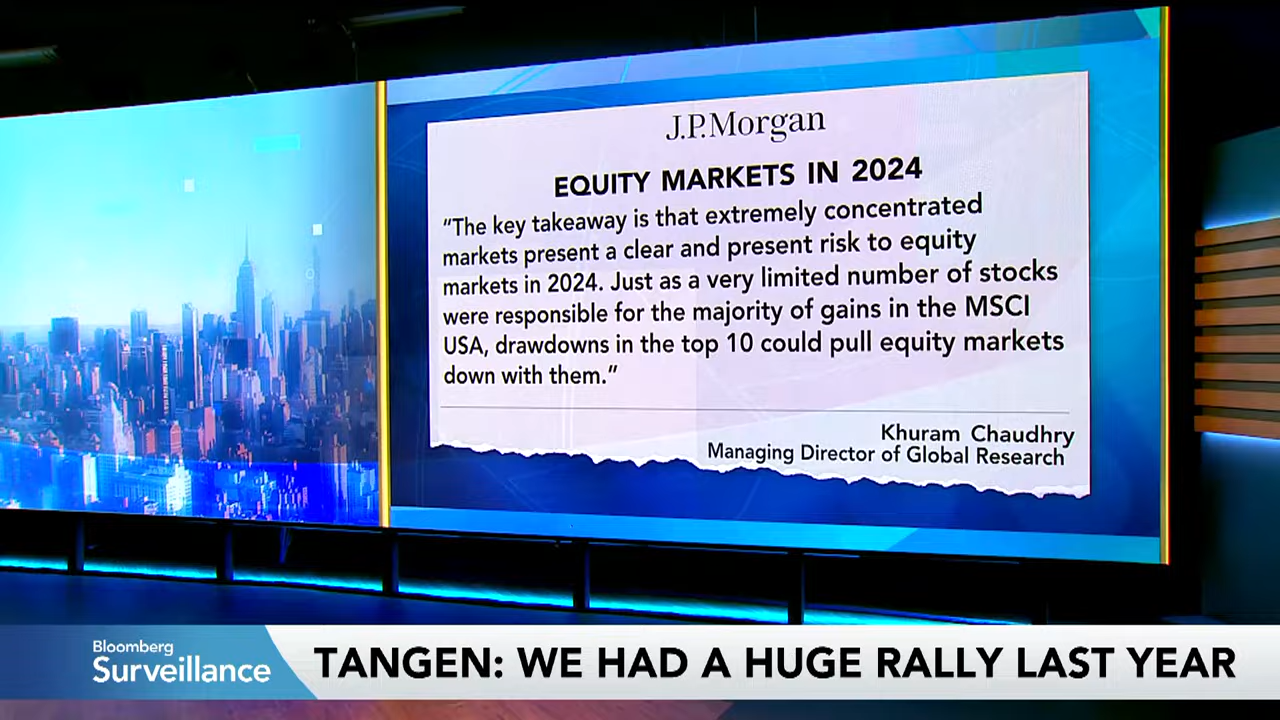 J.P.Morgan
EQUITY MARKETS IN 2024
“The key takeaway is that extremely concentrated
markets present a clear and present risk to equity
markets in 2024. Just as a very limited number of stocks
were responsible for the majority of gains in the MSCI
USA, drawdowns in the top 10 could pull equity markets
down with them.”
Khuram Chaudhry
Managing Director of Global Research
Bloomberg
Surveillance
TANGEN: WE HAD A HUGE RALLY LAST YEAR